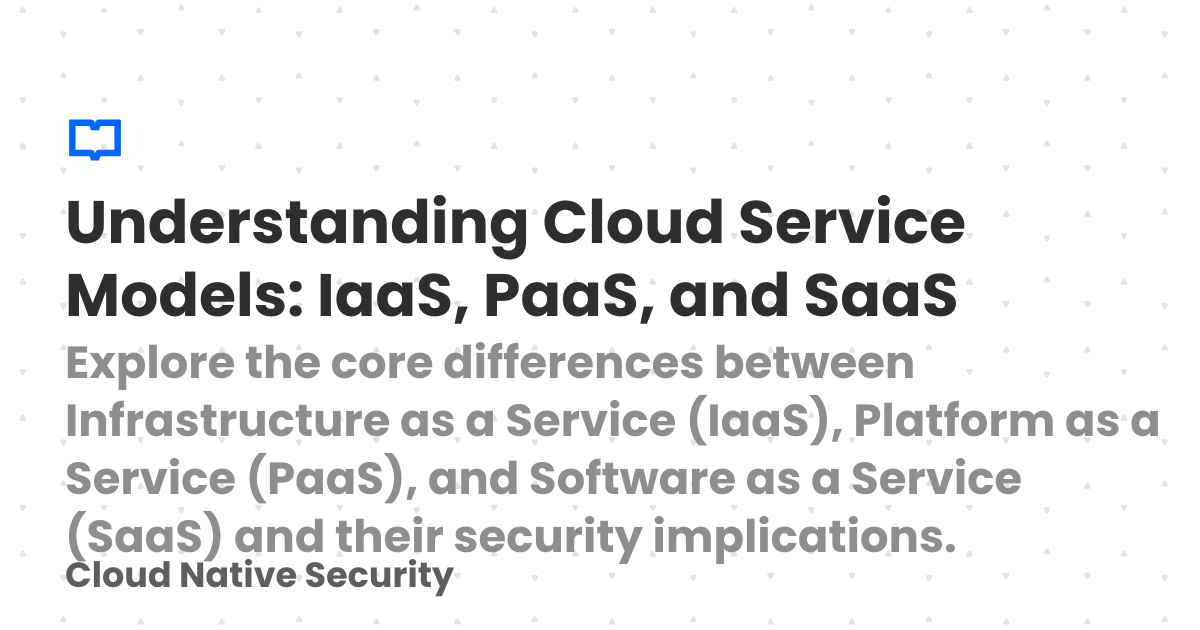 Understanding Cloud Service
Models: IaaS, PaaS, and SaaS
Explore the core differences between
Infrastructure as a Service (IaaS), Platform as a
Service (PaaS), and Software as a Service
(SaaS) and their security implications.
Cloud Native Security